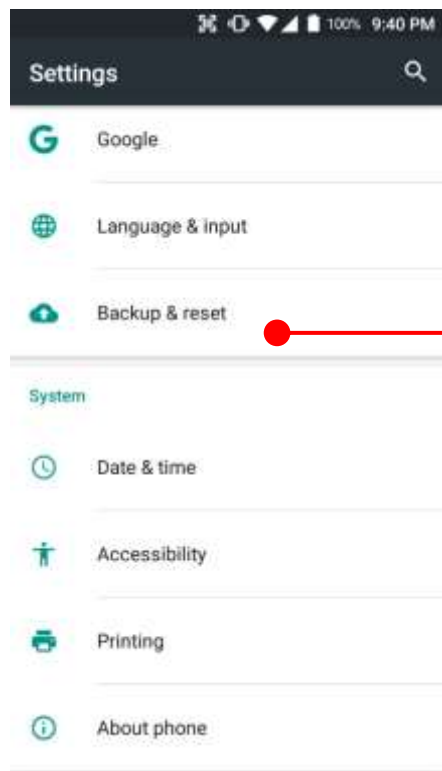 100% 9:40 PM
Settings
Google
Language & input
Backup & reset
System
Date & time
Accessibility
Printing
About phone